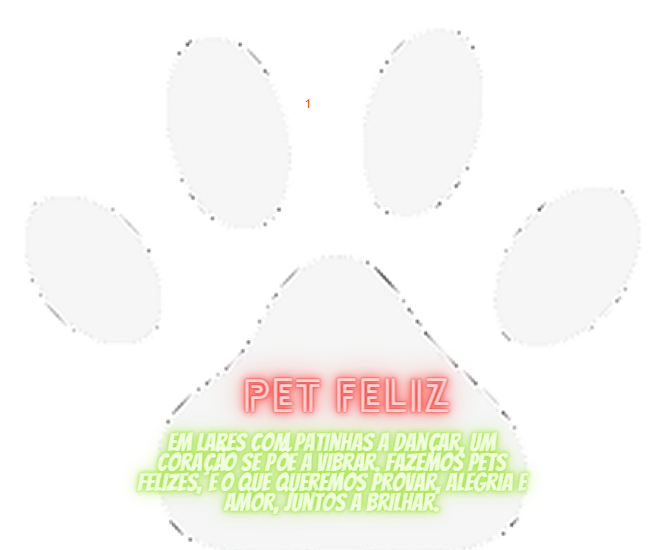 1
PET FELIZ
EM LARES COM PATINHAS A DANÇAR, UM
CORAÇÃO SE PÕE A VIBRAR. FAZEMOS PETS
FELIZES, É O QUE QUEREMOS PROVAR, ALEGRIA E
AMOR, JUNTOS A BRILHAR.